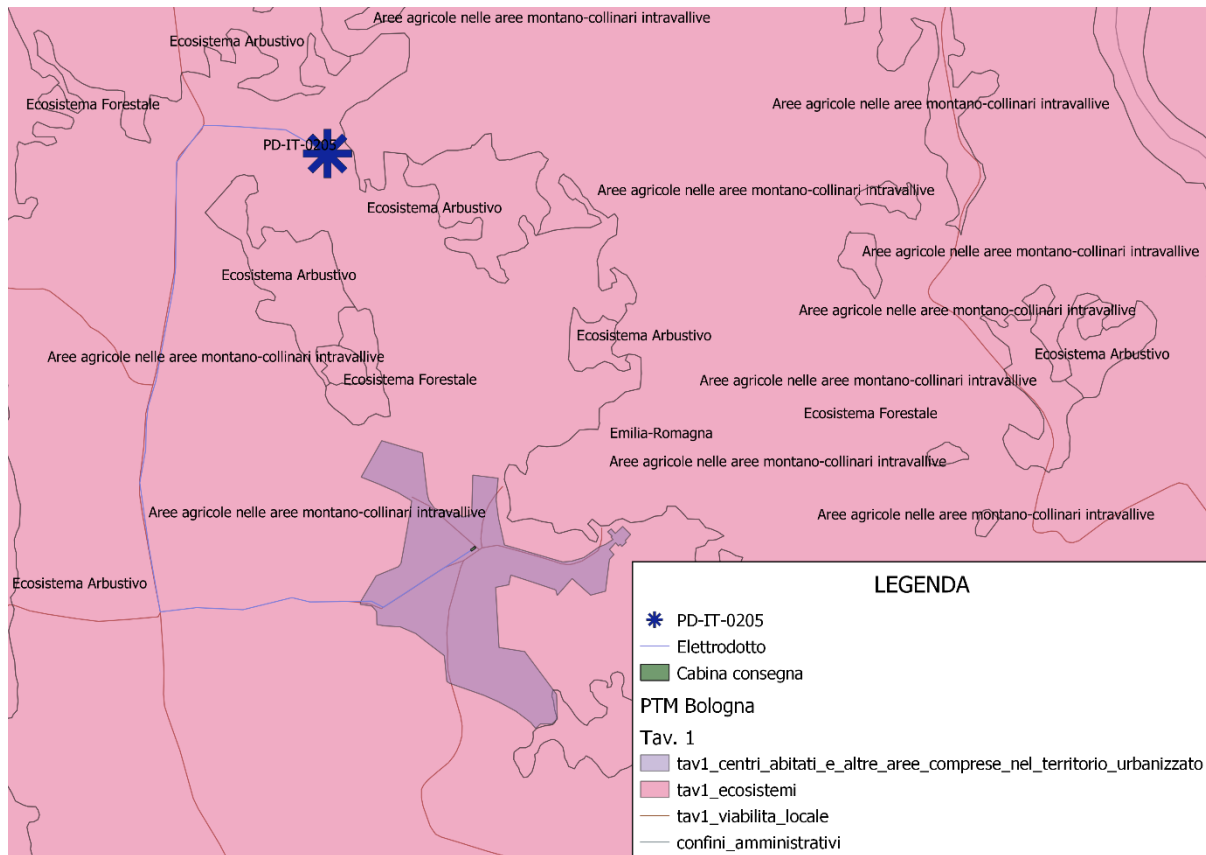 Aree agricole nelle aree montano-collinari intravallive
Ecosistema Arbustivo
Ecosistema Forestale
Aree agricole nelle aree montano-collinari intravallive
PD-IT-0205
Aree agricole nelle aree montano-collinari intravallive
Ecosistema Arbustivo
Aree agricole nelle aree montano-collinari intravallive
Ecosistema Arbustivo
Aree agricole nelle aree montano-collinari intravallive
Ecosistema Arbustivo
Aree agricole nelle aree montano-collinari intravallive
Ecosistema Arbustivo
Ecosistema Forestale
Aree agricole nelle aree montano-collinari intravallive
Ecosistema Forestale
Emilia-Romagna
Aree agricole nelle aree montano-collinari intravallive
Aree agricole nelle aree montano-collinari intravallive
Aree agricole nelle aree montano-collinari intravallive
Ecosistema Arbustivo
LEGENDA
PD-IT-0205
Elettrodotto
Cabina consegna
PTM Bologna
Tav. 1
tav1_centri_abitati_e_altre_aree_comprese_nel_territorio_urbanizzato
tav1_ecosistemi
tav1_viabilita_locale
confini_amministrativi